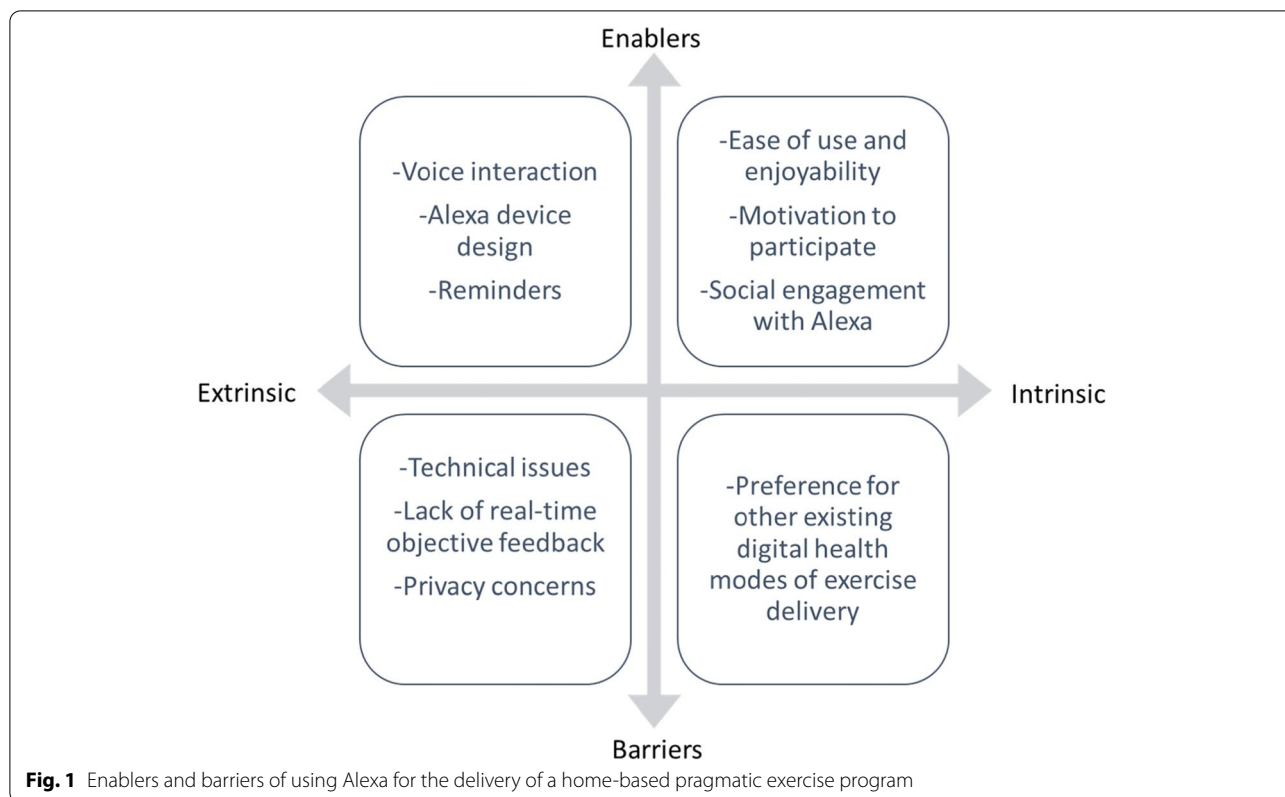 Enablers
-Voice interaction
-Alexa device
design
-Reminders
-Ease of use and
enjoyability
-Motivation to
participate
-Social engagement
with Alexa
Extrinsic
Intrinsic
-Technical issues
-Lack of real-time
objective feedback
-Privacy concerns
-Preference for
other existing
digital health
modes of exercise
delivery
Barriers
Fig. 1 Enablers and barriers of using Alexa for the delivery of a home-based pragmatic exercise program